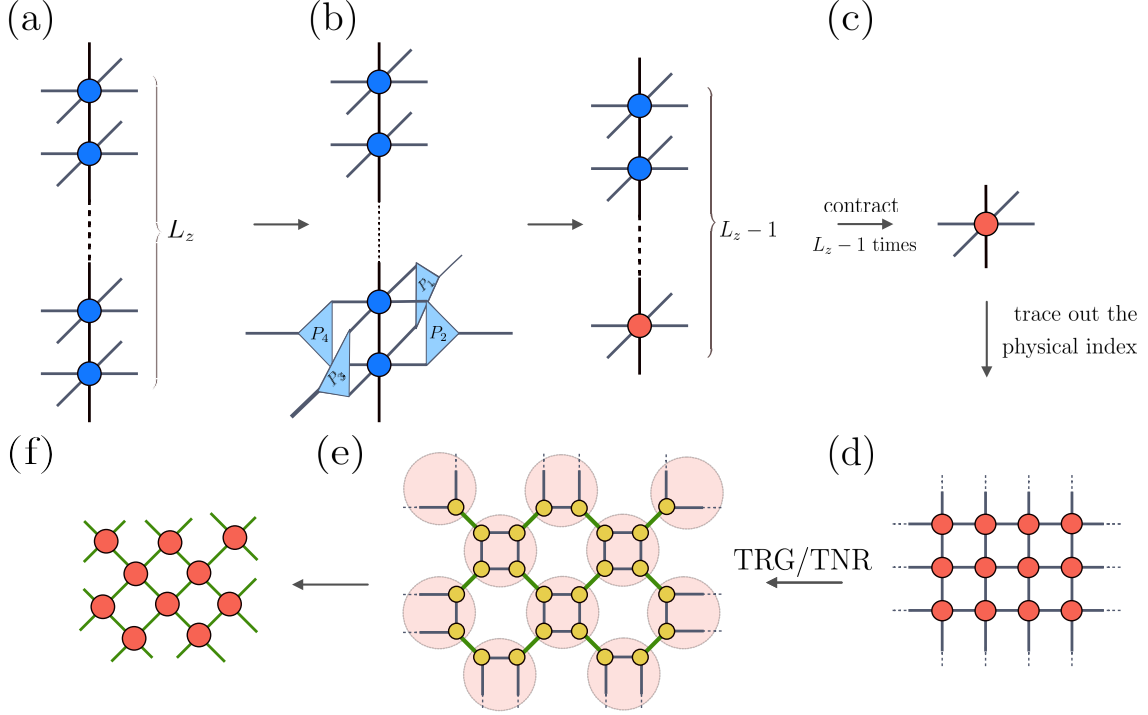 (a)
(b)
(c)
L_z
P_1
P_4
P_2
P_3
L_z − 1
contract
L_z − 1 times
trace out the
physical index
(f)
(e)
(d)
TRG/TNR